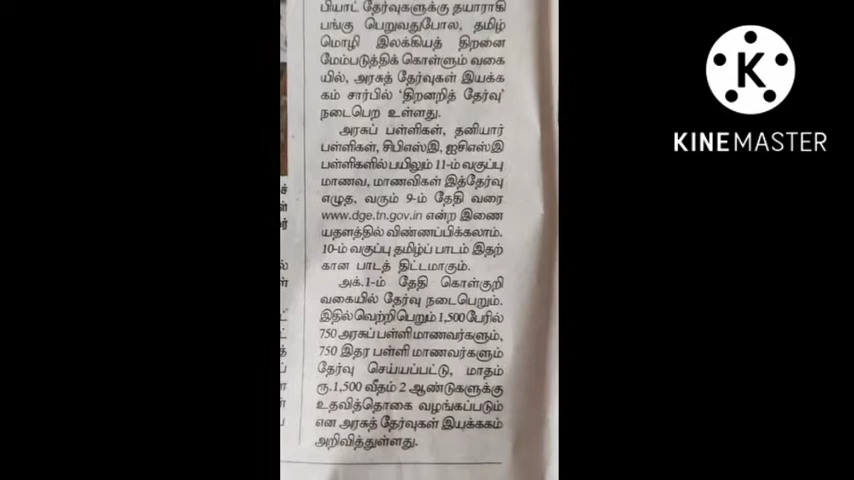 பியாட் தேர்வுகளுக்கு தயாராகி
பங்கு பெறுவதுபோல, தமிழ்
மொழி இலக்கியத் திறனை
மேம்படுத்திக் கொள்ளும் வகை
யில், அரசுத் தேர்வுகள் இயக்க
கம் சார்பில் ‘திறனறித் தேர்வு’
நடைபெற உள்ளது.
அரசுப் பள்ளிகள், தனியார்
பள்ளிகள், சிபிஎஸ்இ, ஐசிஎஸ்இ
பள்ளிகளில் பயிலும் 11-ம் வகுப்பு
மாணவ, மாணவிகள் இத்தேர்வு
எழுத, வரும் 9-ம் தேதி வரை
www.dge.tn.gov.in என்ற இணை
யதளத்தில் விண்ணப்பிக்கலாம்.
10-ம் வகுப்பு தமிழ்ப் பாடம் இதற்
கான பாடத் திட்டமாகும்.
அக்.1-ம் தேதி கொள்குறி
வகையில் தேர்வு நடைபெறும்.
இதில் வெற்றிபெறும் 1,500 பேரில்
750 அரசுப் பள்ளி மாணவர்களும்,
750 இதர பள்ளி மாணவர்களும்
தேர்வு செய்யப்பட்டு, மாதம்
ரூ.1,500 வீதம் 2 ஆண்டுகளுக்கு
உதவித்தொகை வழங்கப்படும்
என அரசுத் தேர்வுகள் இயக்ககம்
அறிவித்துள்ளது.
K
KINEMASTER